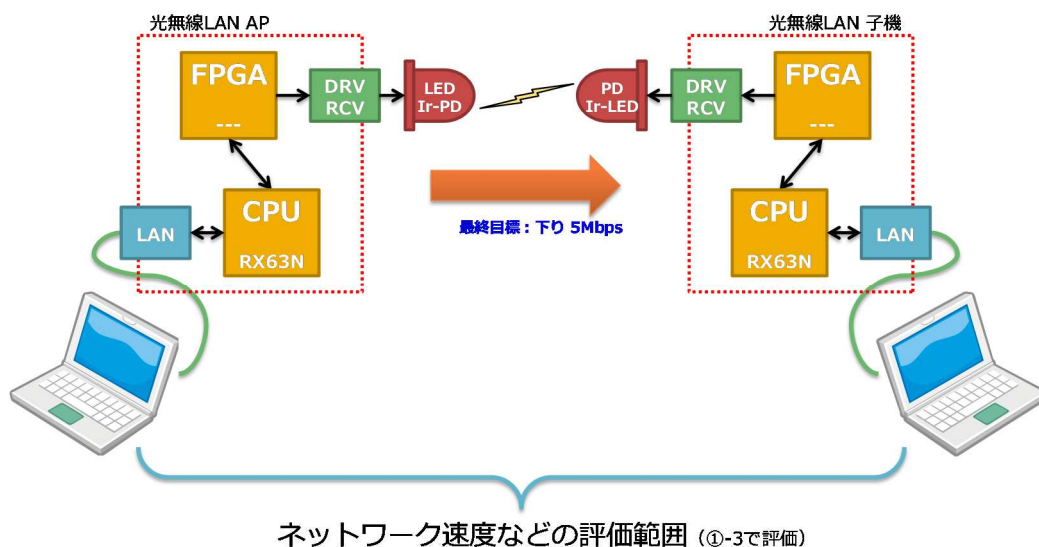 光無線LAN AP
光無線LAN 子機
FPGA
---
DRV
RCV
LED
Ir-PD
PD
Ir-LED
DRV
RCV
FPGA
---
LAN
CPU
RX63N
最終目標：下り 5Mbps
CPU
RX63N
LAN
ネットワーク速度などの評価範囲（①-3で評価）